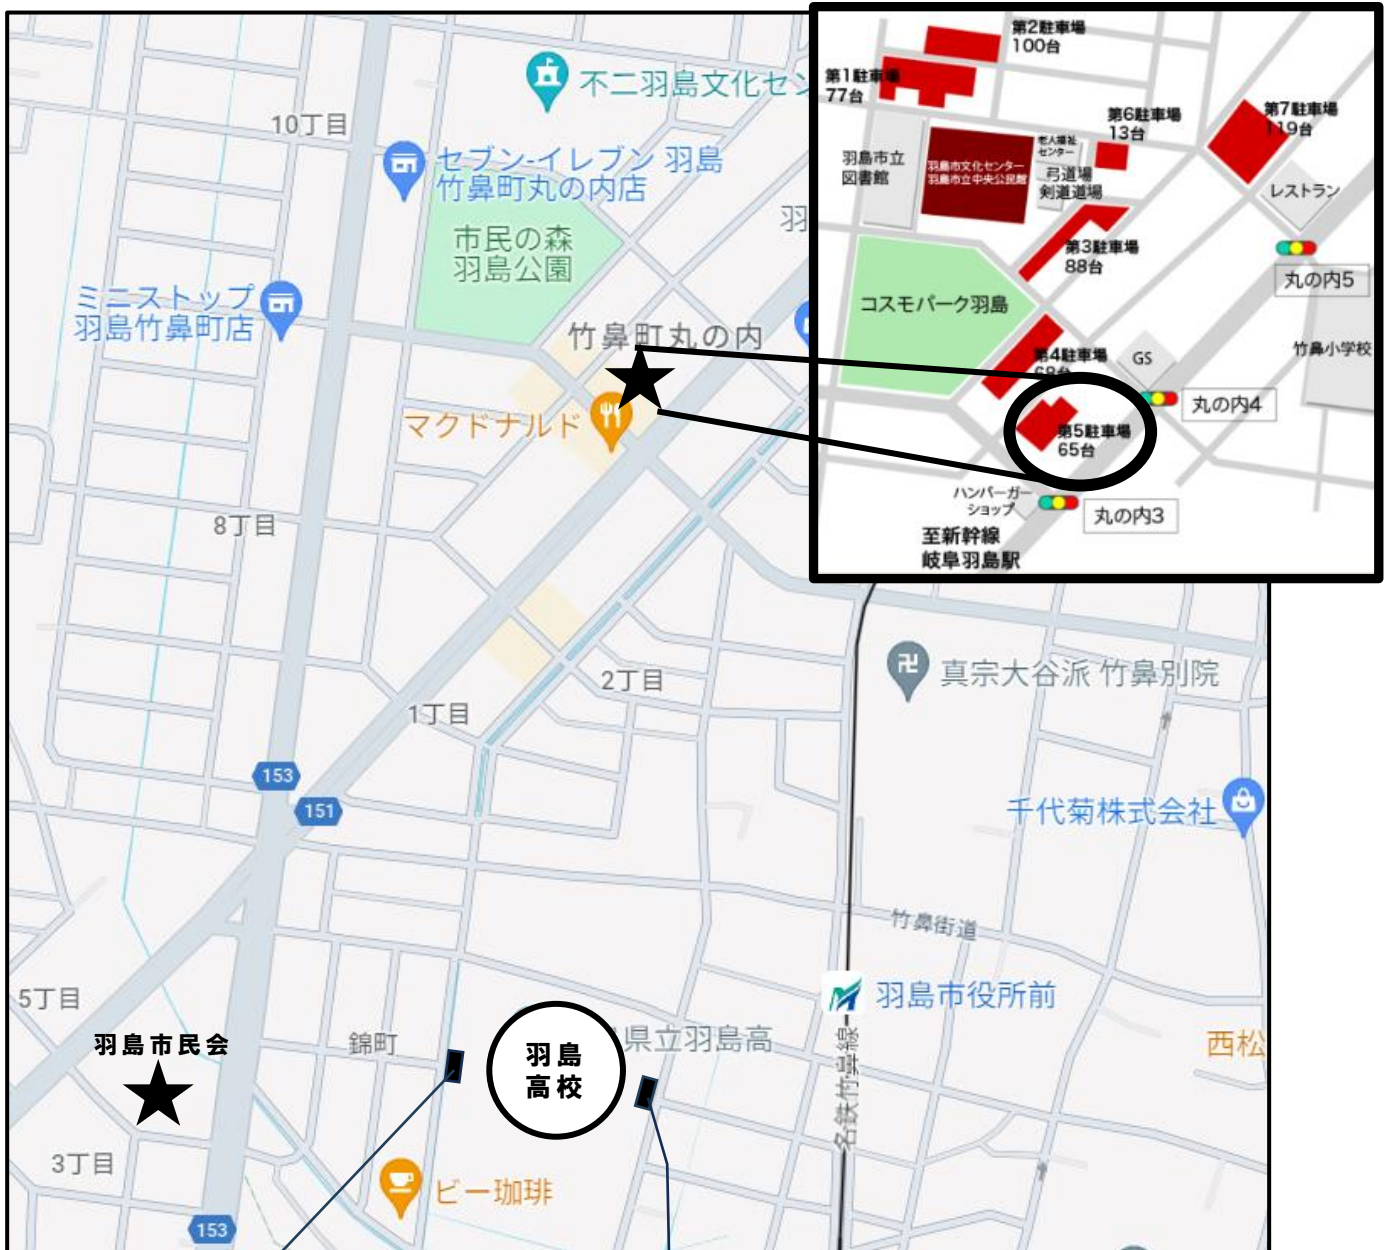 不二羽島文化セン
10丁目
セブン-イレブン 羽島
竹鼻町丸の内店
市民の森
羽島公園
羽
ミニストップ
羽島竹鼻町店
竹鼻町丸の内
マクドナルド
8丁目
2丁目
1丁目
真宗大谷派 竹鼻別院
153
151
千代菊株式会社
竹鼻街道
5丁目
羽島市役所前
羽島市民会
錦町
羽島
高校
県立羽島高
西松
名鉄竹鼻線
3丁目
ビー珈琲
153
第2駐車場
100台
第1駐車場
77台
第6駐車場
13台
第7駐車場
119台
羽島市立
図書館
羽島市文化センター
羽島市立中央公民館
老人福祉
センター
弓道場
剣道道場
レストラン
第3駐車場
88台
丸の内5
コスモパーク羽島
第4駐車場
68台
GS
竹鼻小学校
丸の内4
第5駐車場
65台
ハンバーガー
ショップ
丸の内3
至新幹線
岐阜羽島駅